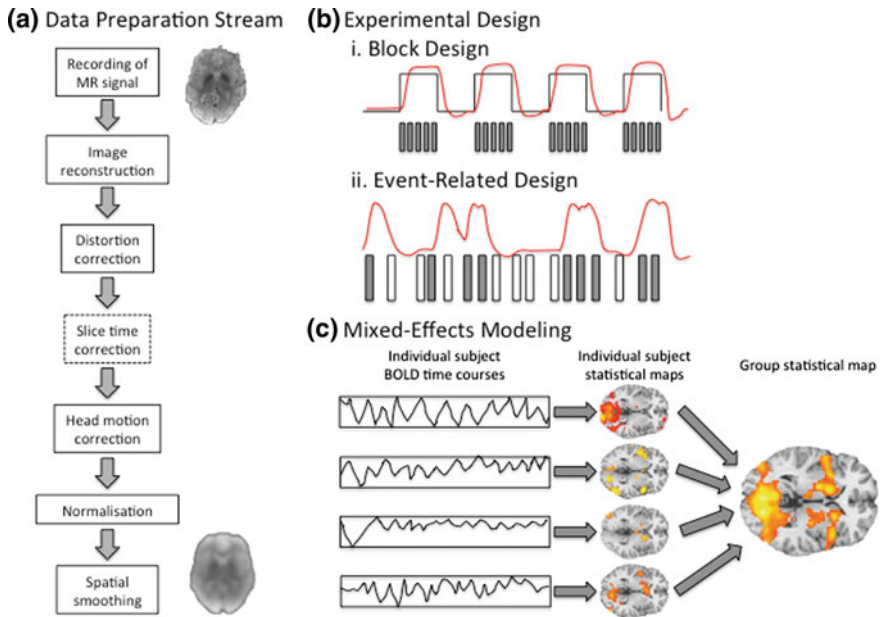 (a) Data Preparation Stream
Recording of
MR signal
Image
reconstruction
Distortion
correction
Slice time
correction
Head motion
correction
Normalisation
Spatial
smoothing
(b) Experimental Design
i. Block Design
ii. Event-Related Design
(c) Mixed-Effects Modeling
Individual subject
BOLD time courses
Individual subject
statistical maps
Group statistical map